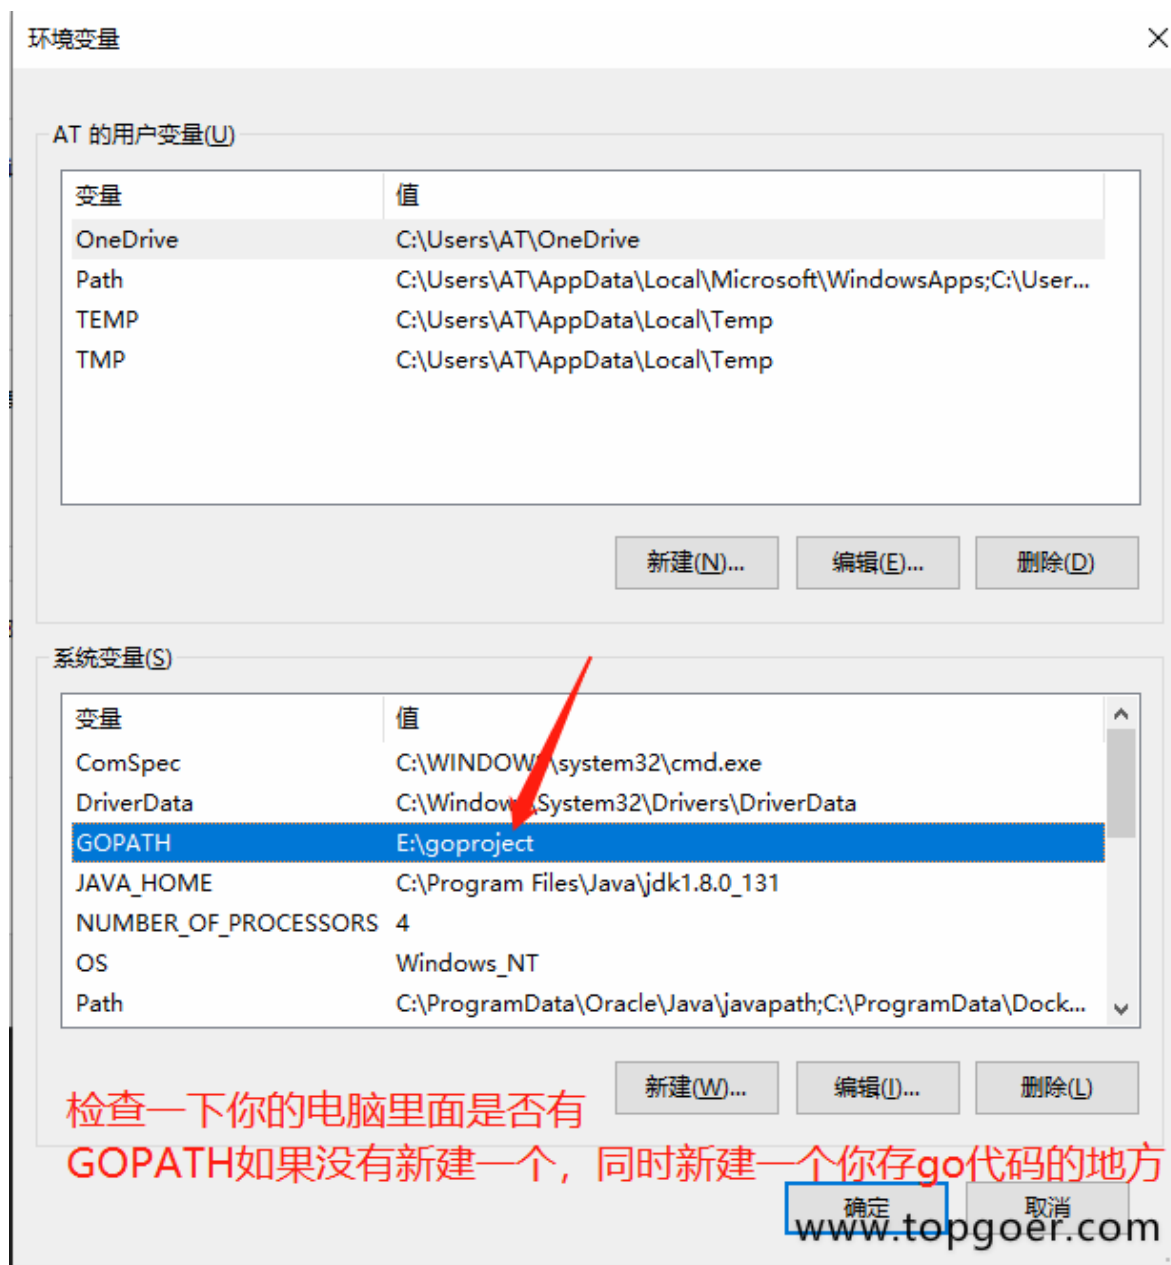 环境变量
AT 的用户变量(U)
变量 值
OneDrive C:\Users\AT\OneDrive
Path C:\Users\AT\AppData\Local\Microsoft\WindowsApps;C:\User...
TEMP C:\Users\AT\AppData\Local\Temp
TMP C:\Users\AT\AppData\Local\Temp
新建(N)... 编辑(E)... 删除(D)
系统变量(S)
变量 值
ComSpec C:\WINDOWS\system32\cmd.exe
DriverData C:\Windows\System32\Drivers\DriverData
GOPATH E:\goproject
JAVA_HOME C:\Program Files\Java\jdk1.8.0_131
NUMBER_OF_PROCESSORS 4
OS Windows_NT
Path C:\ProgramData\Oracle\Java\javapath;C:\ProgramData\Dock...
新建(W)... 编辑(I)... 删除(L)
检查一下你的电脑里面是否有
GOPATH如果没有新建一个，同时新建一个你存go代码的地方
确定 取消
www.topgoer.com